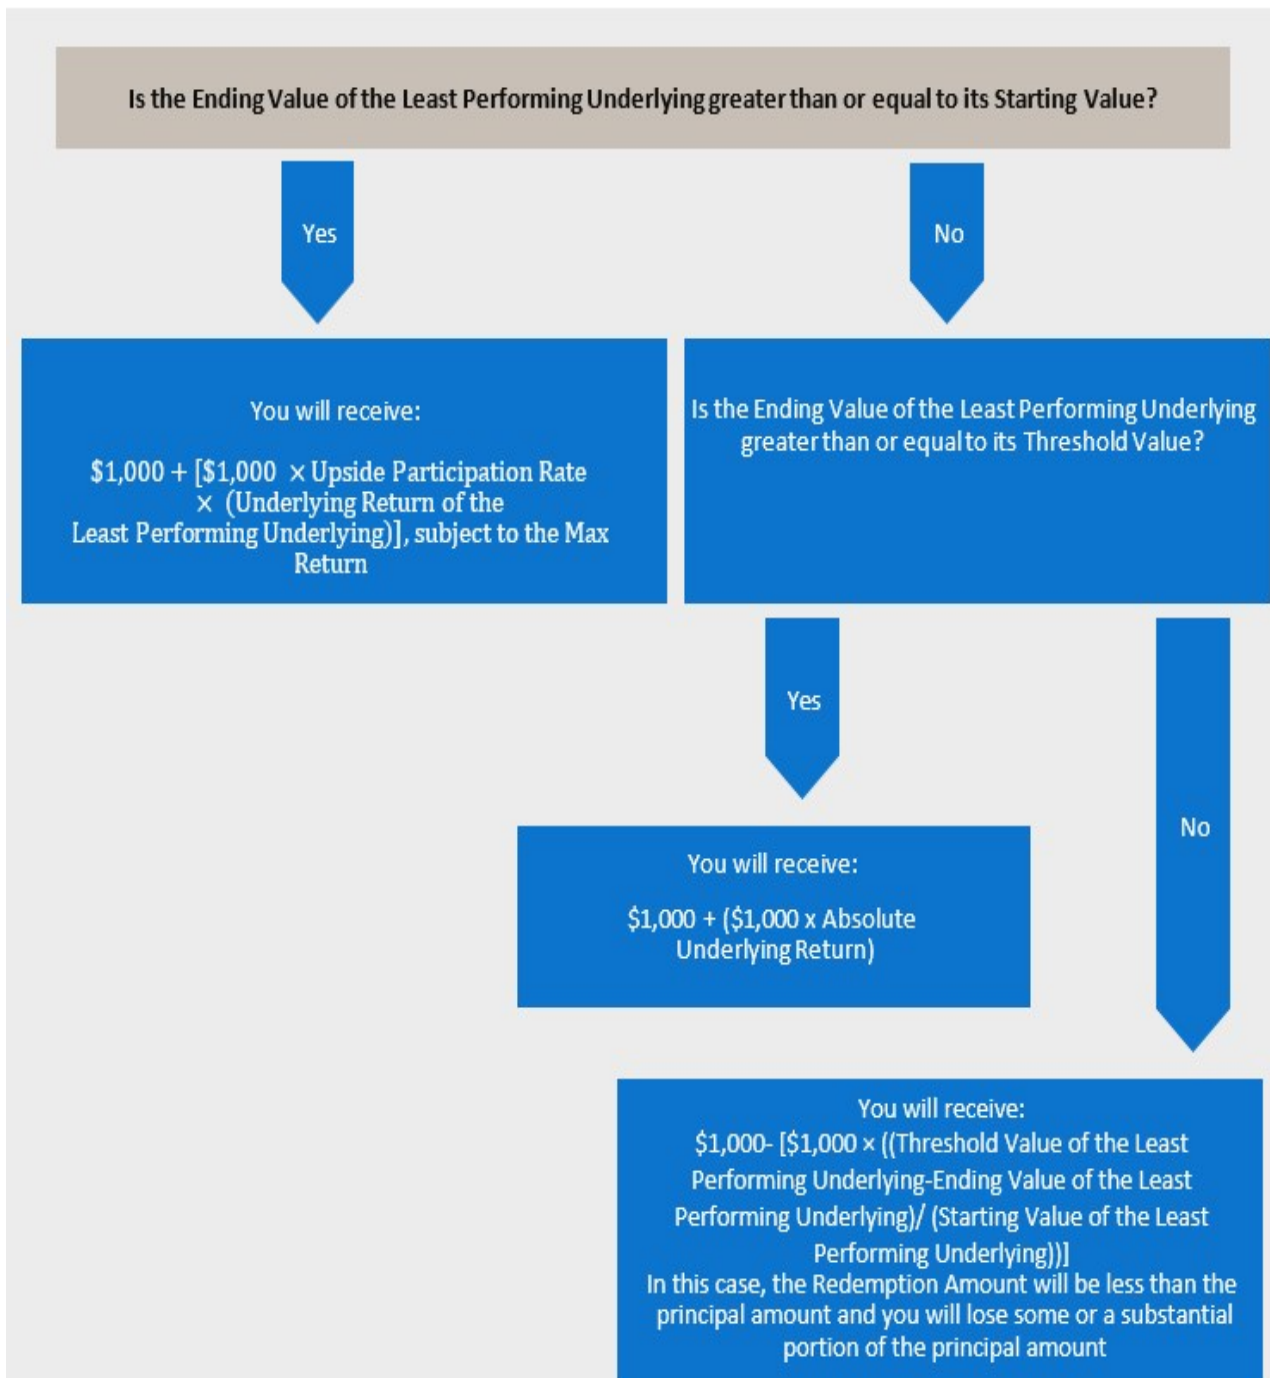 Is the Ending Value of the Least Performing Underlying greater than or equal to its Starting Value?
Yes
No
You will receive:
$1,000 + [$1,000 × Upside Participation Rate
× (Underlying Return of the
Least Performing Underlying)], subject to the Max
Return
Is the Ending Value of the Least Performing Underlying
greater than or equal to its Threshold Value?
Yes
No
You will receive:
$1,000 + ($1,000 x Absolute
Underlying Return)
You will receive:
$1,000- [$1,000 × ((Threshold Value of the Least
Performing Underlying-Ending Value of the Least
Performing Underlying)/ (Starting Value of the Least
Performing Underlying))]
In this case, the Redemption Amount will be less than the
principal amount and you will lose some or a substantial
portion of the principal amount